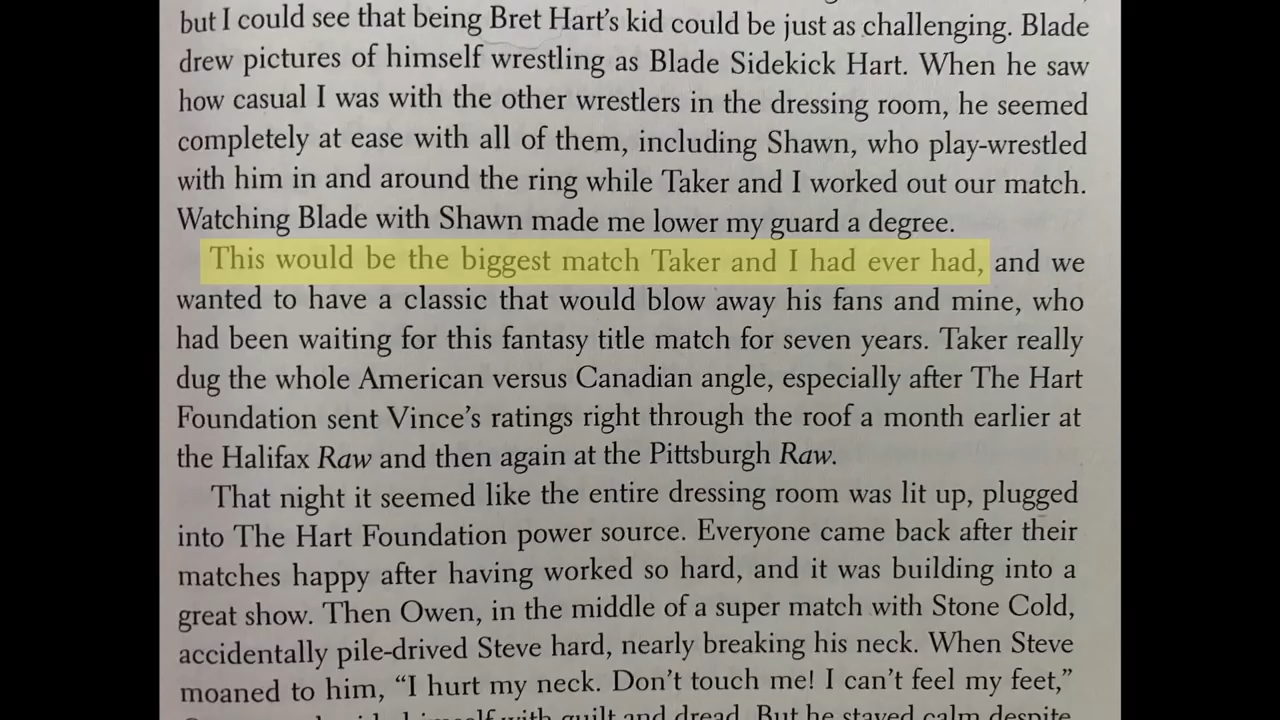 but I could see that being Bret Hart's kid could be just as challenging. Blade
drew pictures of himself wrestling as Blade Sidekick Hart. When he saw
how casual I was with the other wrestlers in the dressing room, he seemed
completely at ease with all of them, including Shawn, who play-wrestled
with him in and around the ring while Taker and I worked out our match.
Watching Blade with Shawn made me lower my guard a degree.
This would be the biggest match Taker and I had ever had, and we
wanted to have a classic that would blow away his fans and mine, who
had been waiting for this fantasy title match for seven years. Taker really
dug the whole American versus Canadian angle, especially after The Hart
Foundation sent Vince's ratings right through the roof a month earlier at
the Halifax Raw and then again at the Pittsburgh Raw.
That night it seemed like the entire dressing room was lit up, plugged
into The Hart Foundation power source. Everyone came back after their
matches happy after having worked so hard, and it was building into a
great show. Then Owen, in the middle of a super match with Stone Cold,
accidentally pile-drived Steve hard, nearly breaking his neck. When Steve
moaned to him, “I hurt my neck. Don't touch me! I can't feel my feet,”
with guilt and dread. But he stayed calm despite